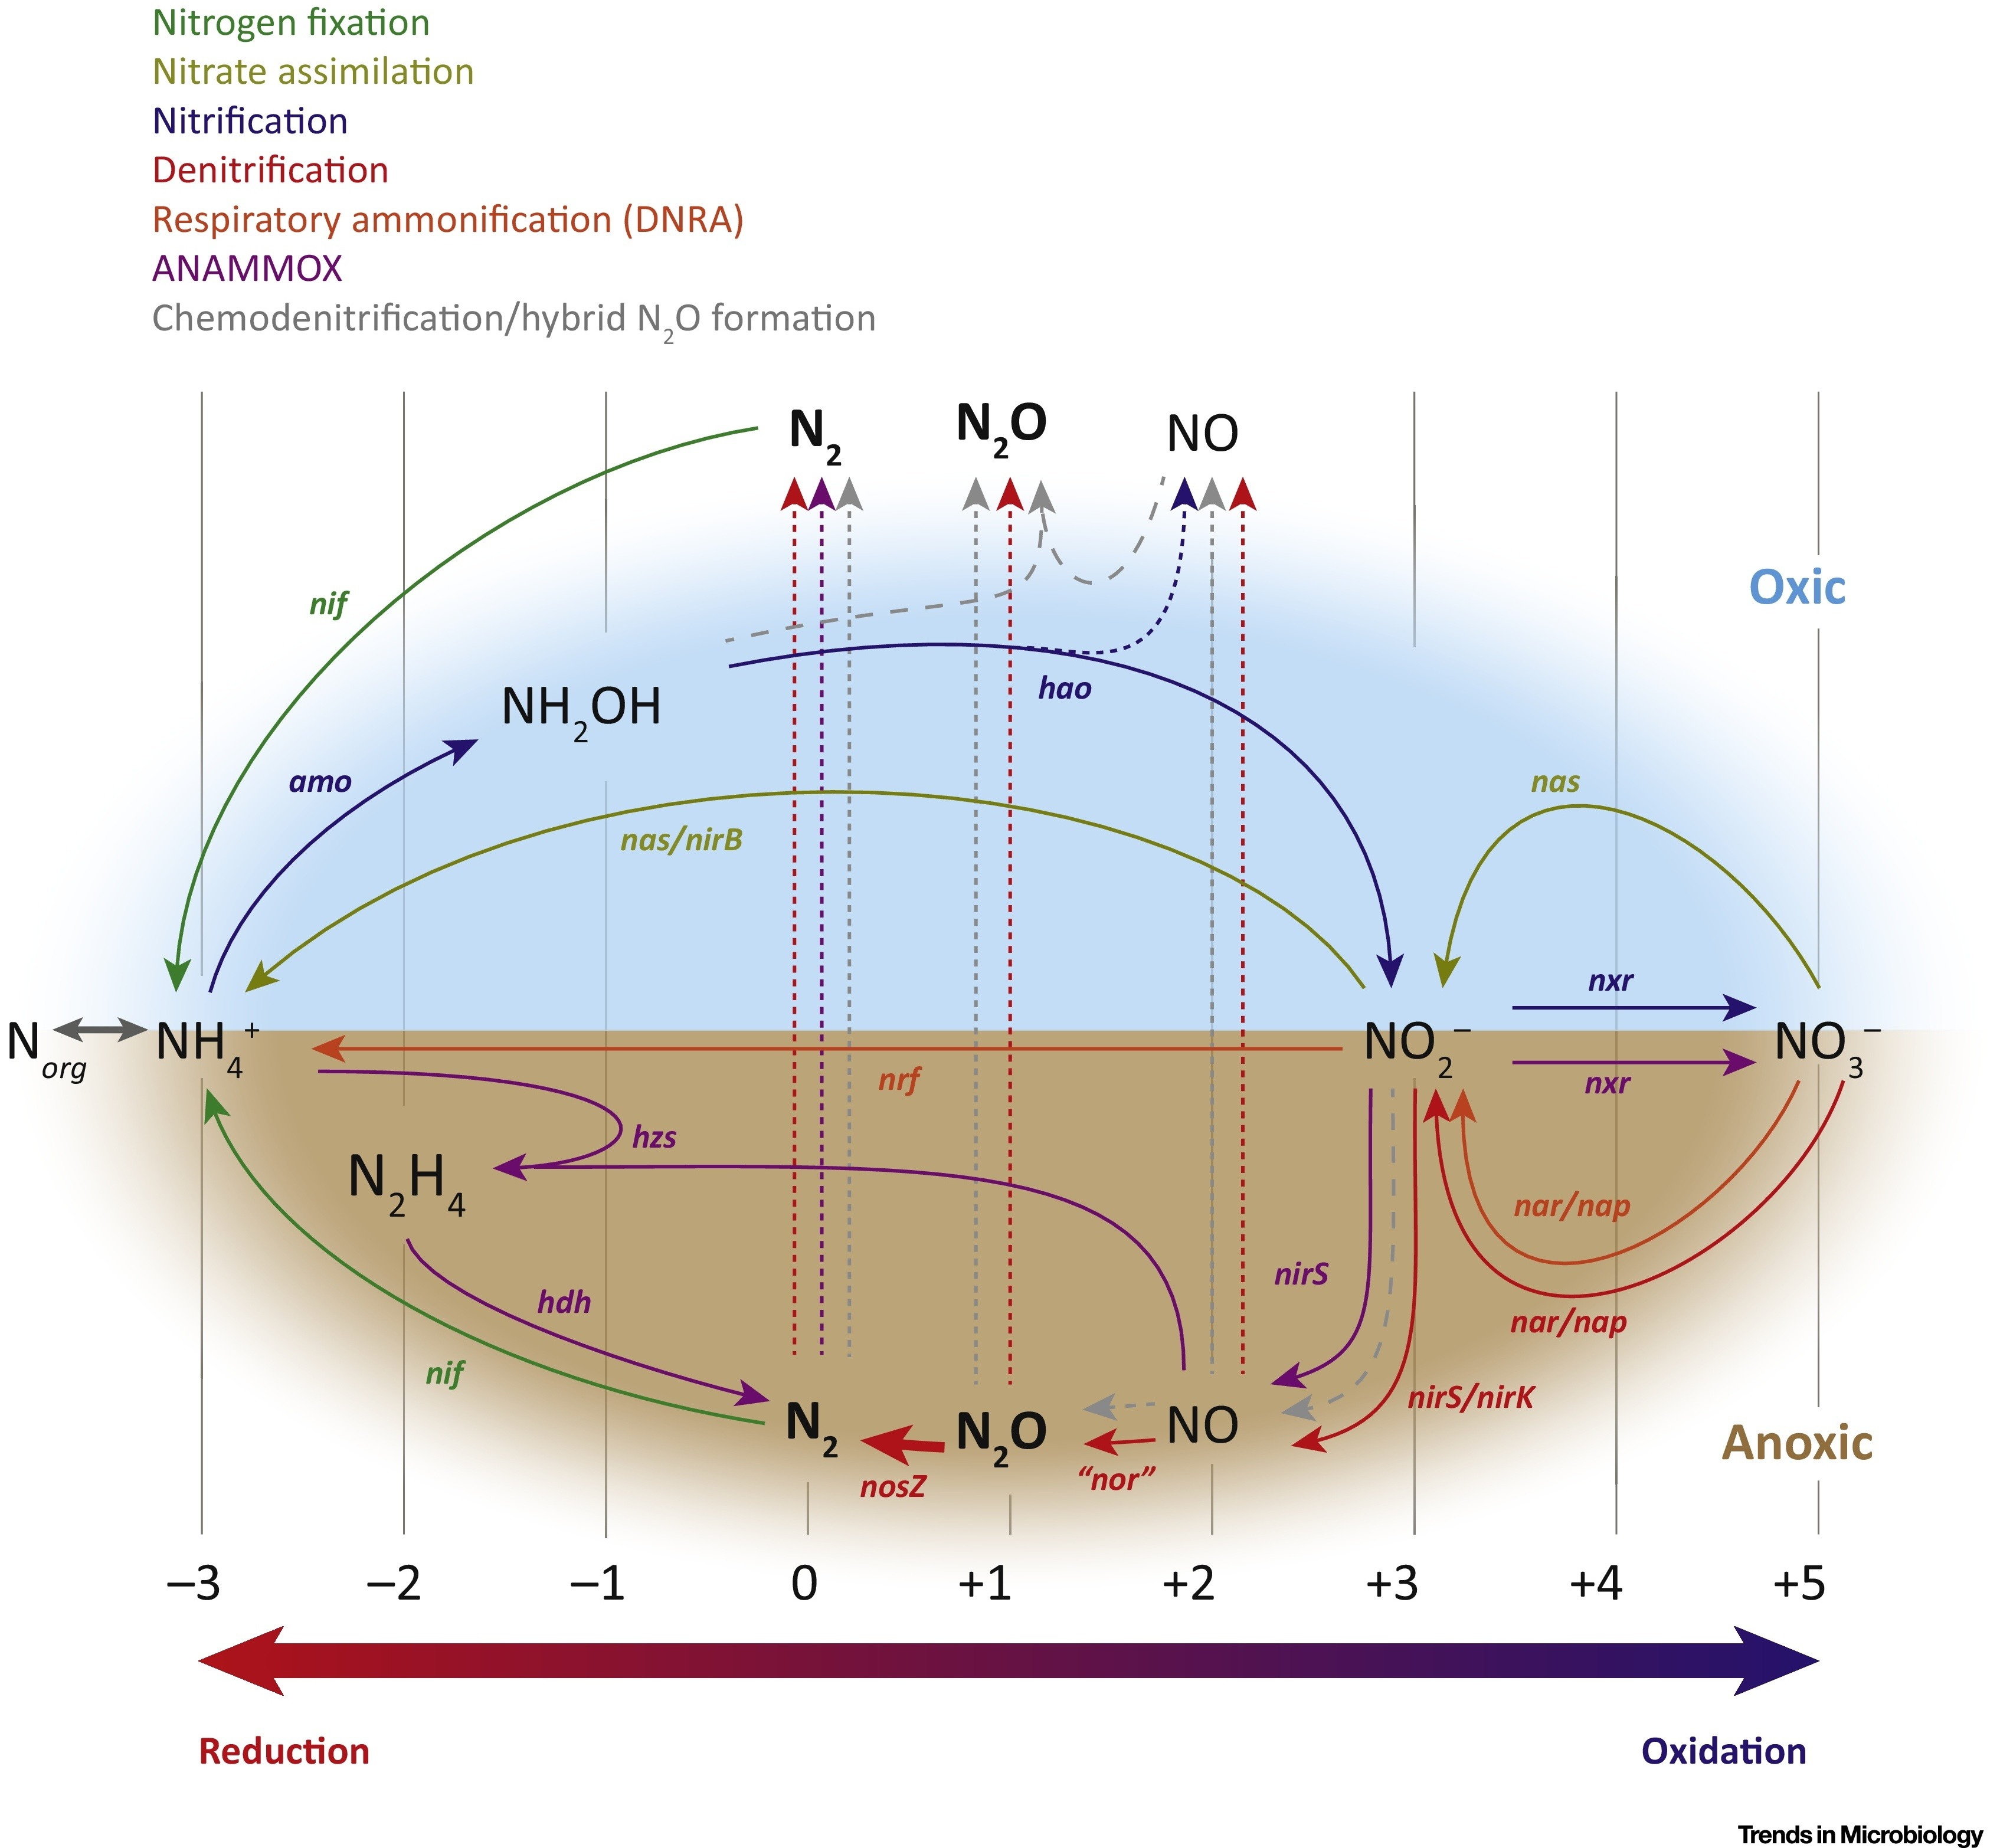 Nitrogen fixation
Nitrate assimilation
Nitrification
Denitrification
Respiratory ammonification (DNRA)
ANAMMOX
Chemodenitrification/hybrid N₂O formation
N₂
N₂O
NO
Oxic
nif
hao
NH₂OH
amo
nas
nas/nirB
nxr
N_org
NH₄⁺
NO₂⁻
NO₃⁻
nrf
nxr
hzs
N₂H₄
nar/nap
nirS
hdh
nar/nap
nif
nirS/nirK
N₂
N₂O
NO
Anoxic
nosZ
“nor”
–3
–2
–1
0
+1
+2
+3
+4
+5
Reduction
Oxidation
Trends in Microbiology